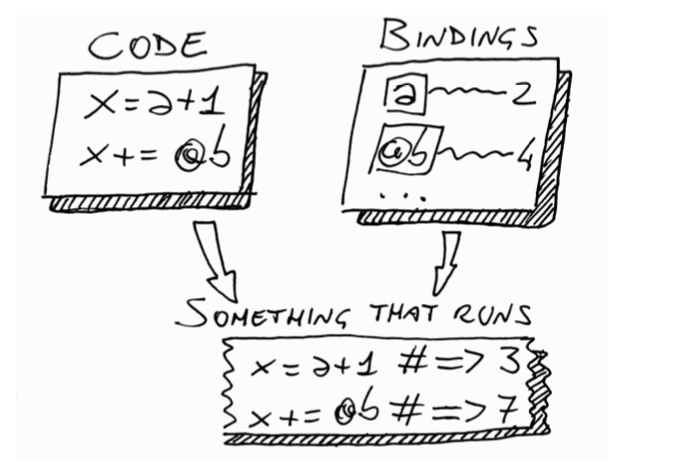 CODE
x = a+1
x += @b
BINDINGS
a 2
@b 4
...
SOMETHING THAT RUNS
x = a+1 #=> 3
x += @b #=> 7